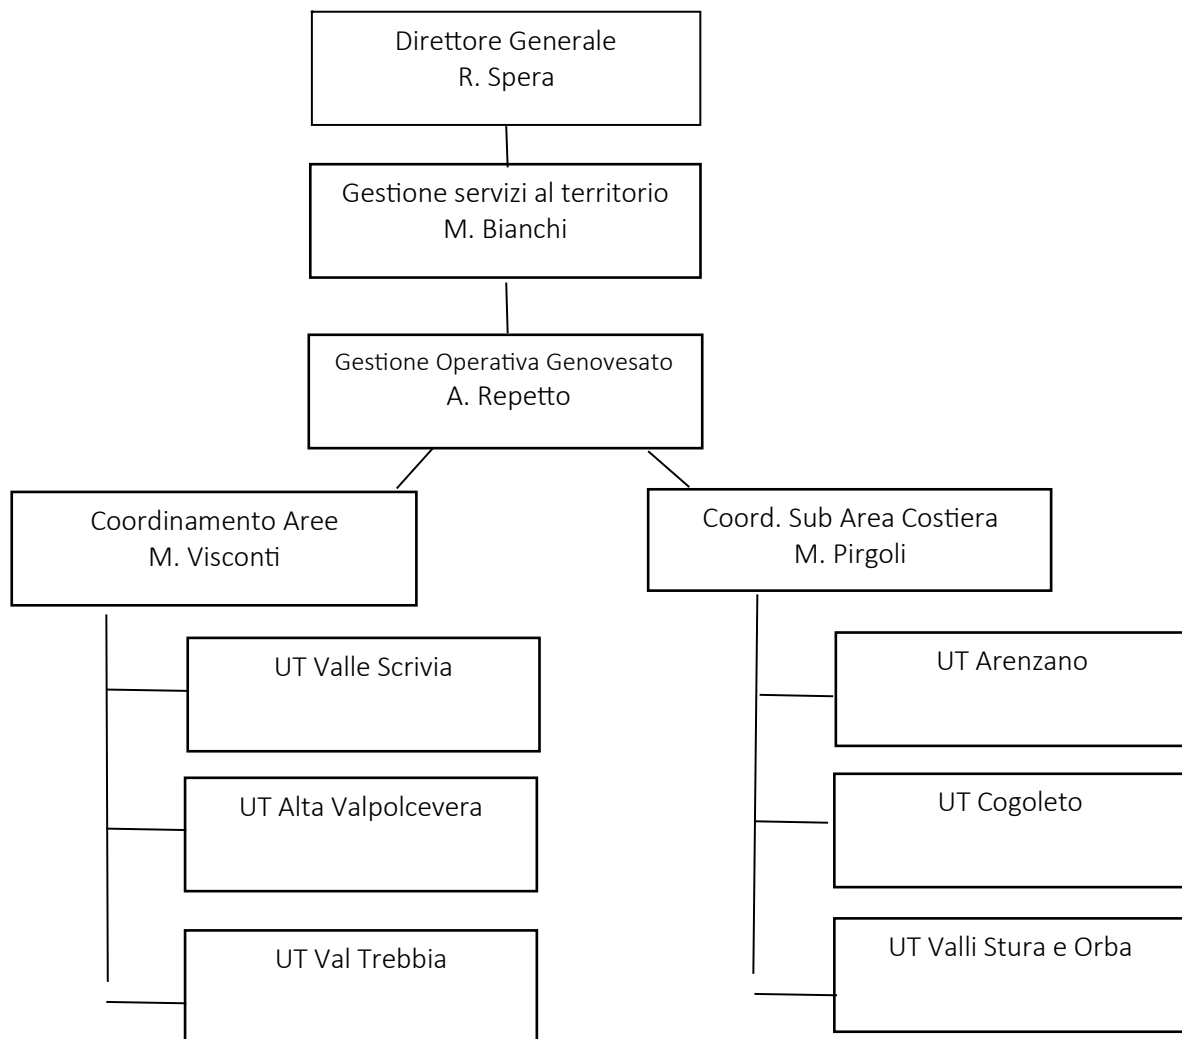 Direttore Generale
R. Spera
Gestione servizi al territorio
M. Bianchi
Gestione Operativa Genovesato
A. Repetto
Coordinamento Aree
M. Visconti
Coord. Sub Area Costiera
M. Pirgoli
UT Valle Scrivia
UT Alta Valpolcevera
UT Val Trebbia
UT Arenzano
UT Cogoleto
UT Valli Stura e Orba